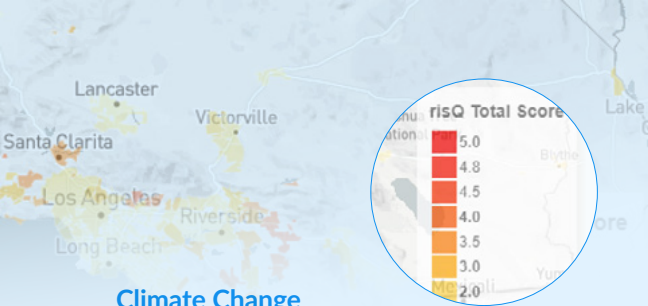 Lancaster
Victorville
Santa Clarita
Los Angeles
Riverside
Long Beach
Climate Change
risQ Total Score
5.0
4.8
4.5
4.0
3.5
3.0
2.0
Blythe
Mexicali
Lake